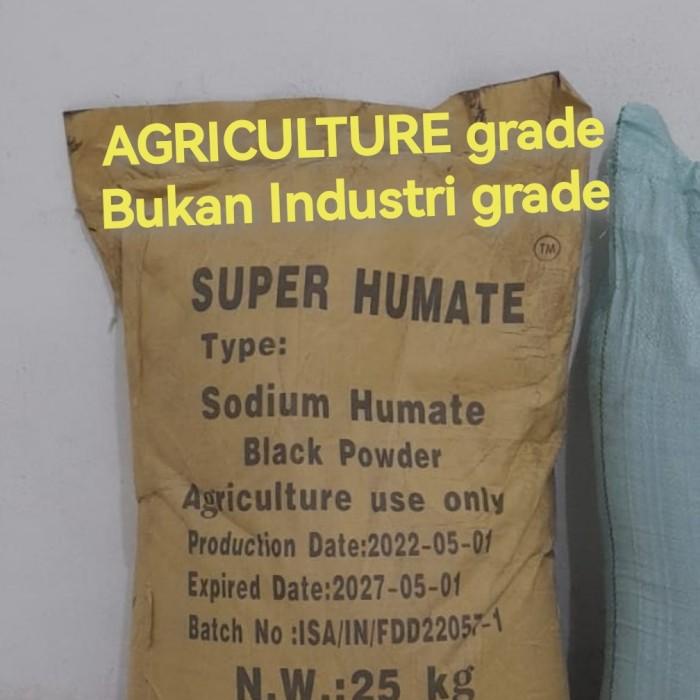 AGRICULTURE grade
Bukan Industri grade
TM
SUPER HUMATE
Type:
Sodium Humate
Black Powder
Agriculture use only
Production Date:2022-05-01
Expired Date:2027-05-01
Batch No :ISA/IN/FDD22057-1
N.W.:25 kg